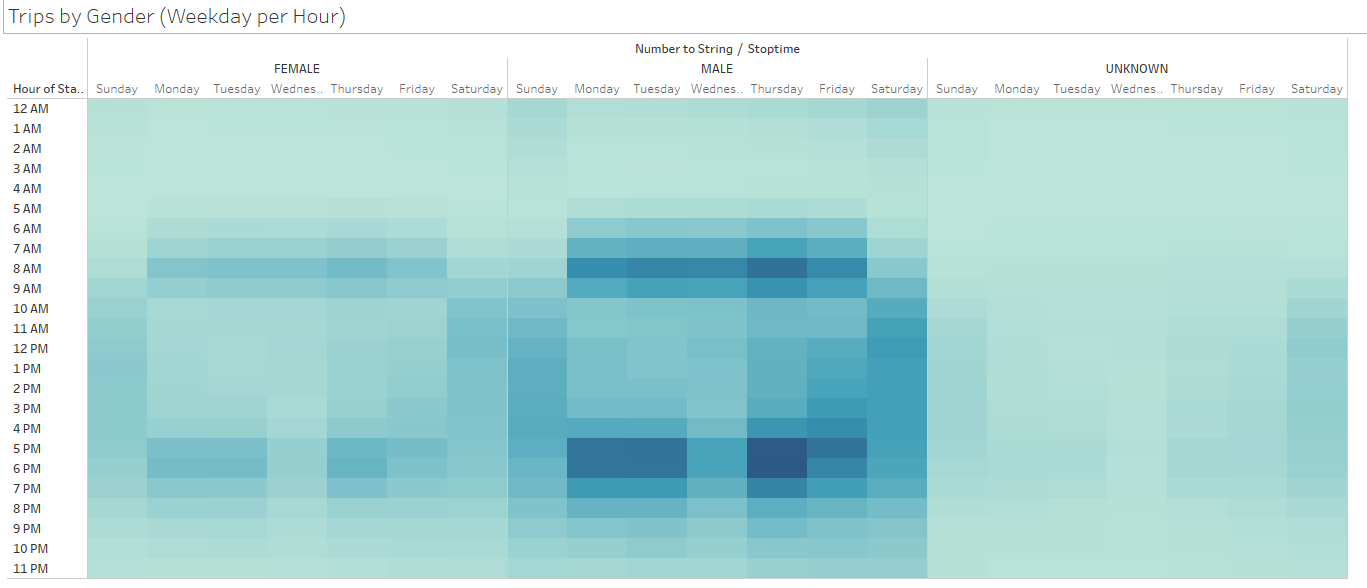 Trips by Gender (Weekday per Hour)
Number to String / Stoptime
FEMALE MALE UNKNOWN
Hour of Sta.. Sunday Monday Tuesday Wednes.. Thursday Friday Saturday Sunday Monday Tuesday Wednes.. Thursday Friday Saturday Sunday Monday Tuesday Wednes.. Thursday Friday Saturday
12 AM
1 AM
2 AM
3 AM
4 AM
5 AM
6 AM
7 AM
8 AM
9 AM
10 AM
11 AM
12 PM
1 PM
2 PM
3 PM
4 PM
5 PM
6 PM
7 PM
8 PM
9 PM
10 PM
11 PM